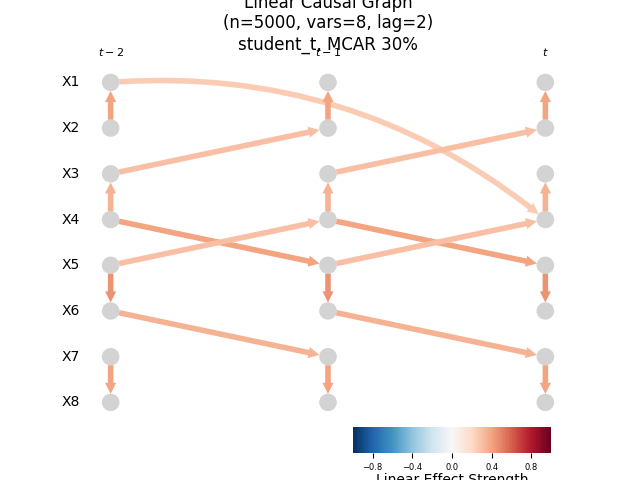 Linear Causal Graph
(n=5000, vars=8, lag=2)
student_t, MCAR 30%
t − 2
t − 1
t
X1
X2
X3
X4
X5
X6
X7
X8
−0.8 −0.4 0.0 0.4 0.8
Linear Effect Strength